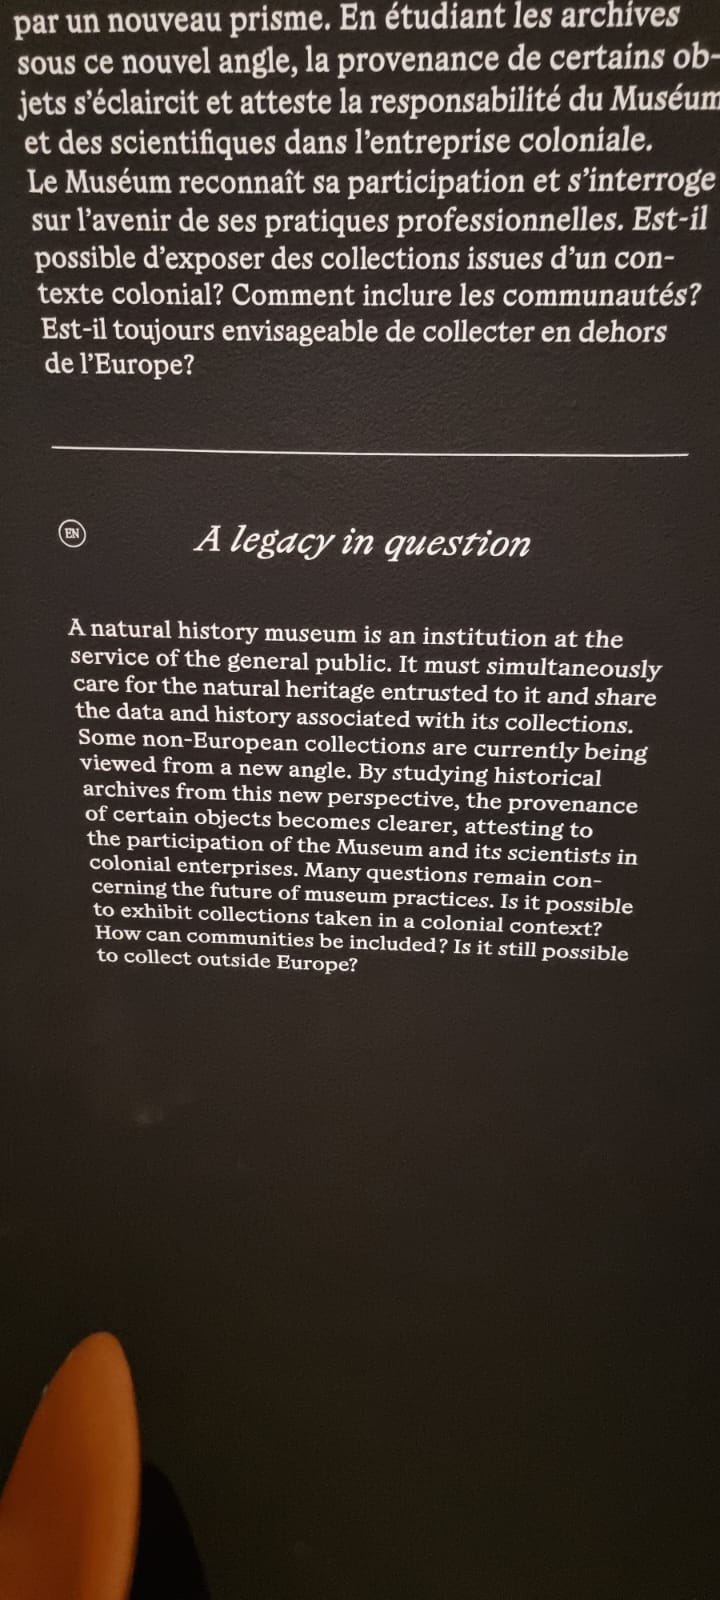 par un nouveau prisme. En étudiant les archives
sous ce nouvel angle, la provenance de certains ob-
jets s'éclaircit et atteste la responsabilité du Muséum
et des scientifiques dans l'entreprise coloniale.
Le Muséum reconnaît sa participation et s'interroge
sur l'avenir de ses pratiques professionnelles. Est-il
possible d'exposer des collections issues d'un con-
texte colonial? Comment inclure les communautés?
Est-il toujours envisageable de collecter en dehors
de l'Europe?
EN
A legacy in question
A natural history museum is an institution at the
service of the general public. It must simultaneously
care for the natural heritage entrusted to it and share
the data and history associated with its collections.
Some non-European collections are currently being
viewed from a new angle. By studying historical
archives from this new perspective, the provenance
of certain objects becomes clearer, attesting to
the participation of the Museum and its scientists in
colonial enterprises. Many questions remain con-
cerning the future of museum practices. Is it possible
to exhibit collections taken in a colonial context?
How can communities be included? Is it still possible
to collect outside Europe?